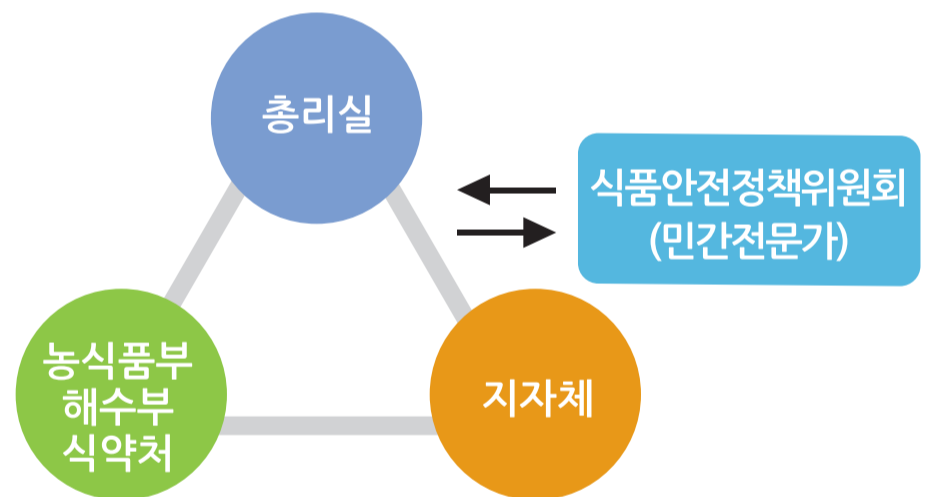 총리실
식품안전정책위원회
(민간전문가)
농식품부
해수부
식약처
지자체